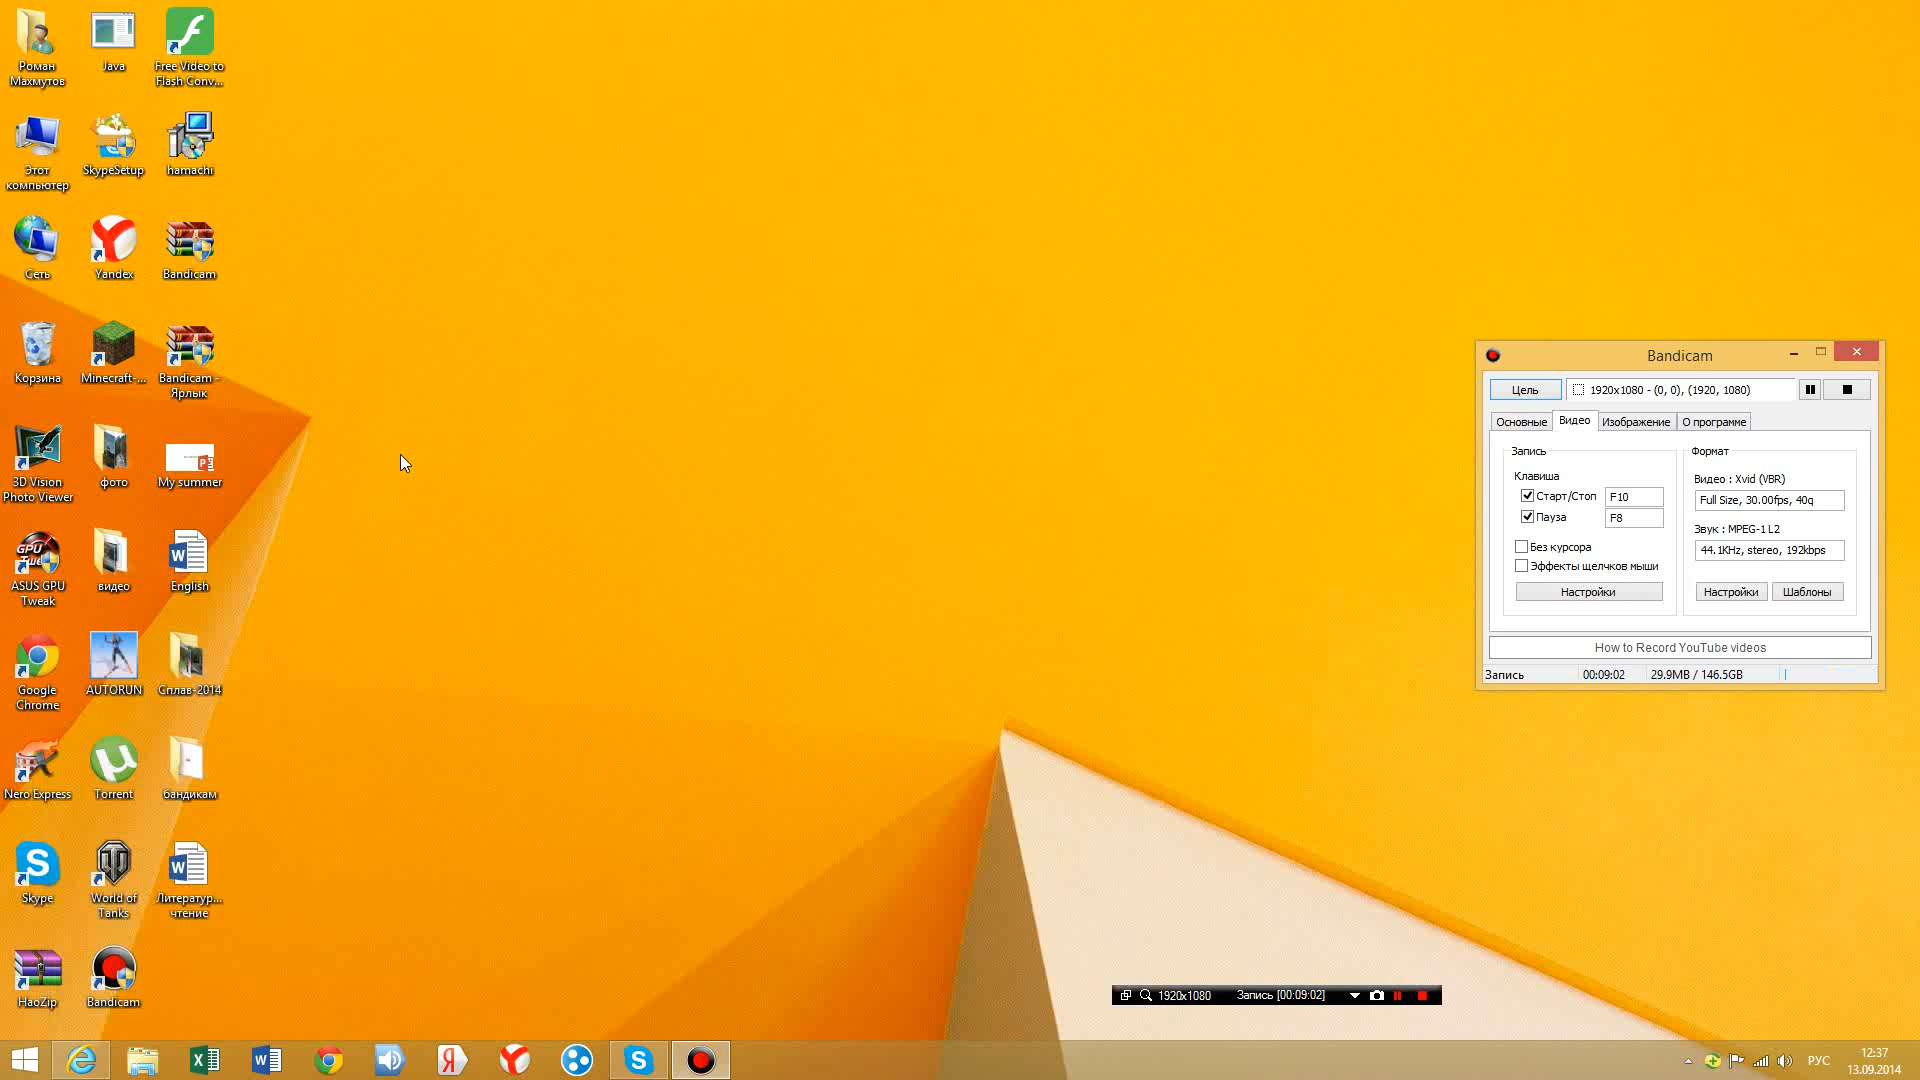 Роман
Махмутов
Java
Free Video to
Flash Conv...
Этот
компьютер
SkypeSetup
hamachi
Сеть
Yandex
Bandicam
Корзина
Minecraft-...
Bandicam -
Ярлык
3D Vision
Photo Viewer
фото
My summer
ASUS GPU
Tweak
видео
English
Google
Chrome
AUTORUN
Сплав-2014
Nero Express
Torrent
бандикам
Skype
World of
Tanks
Литератур...
чтение
HaoZip
Bandicam
Bandicam
Цель
1920x1080 - (0, 0), (1920, 1080)
Основные Видео Изображение О программе
Запись
Клавиша
Старт/Стоп F10
Пауза F8
Без курсора
Эффекты щелчков мыши
Настройки
Формат
Видео : Xvid (VBR)
Full Size, 30.00fps, 40q
Звук : MPEG-1 L2
44.1KHz, stereo, 192kbps
Настройки Шаблоны
How to Record YouTube videos
Запись 00:09:02 29.9MB / 146.5GB
1920x1080 Запись [00:09:02]
РУС
12:37
13.09.2014